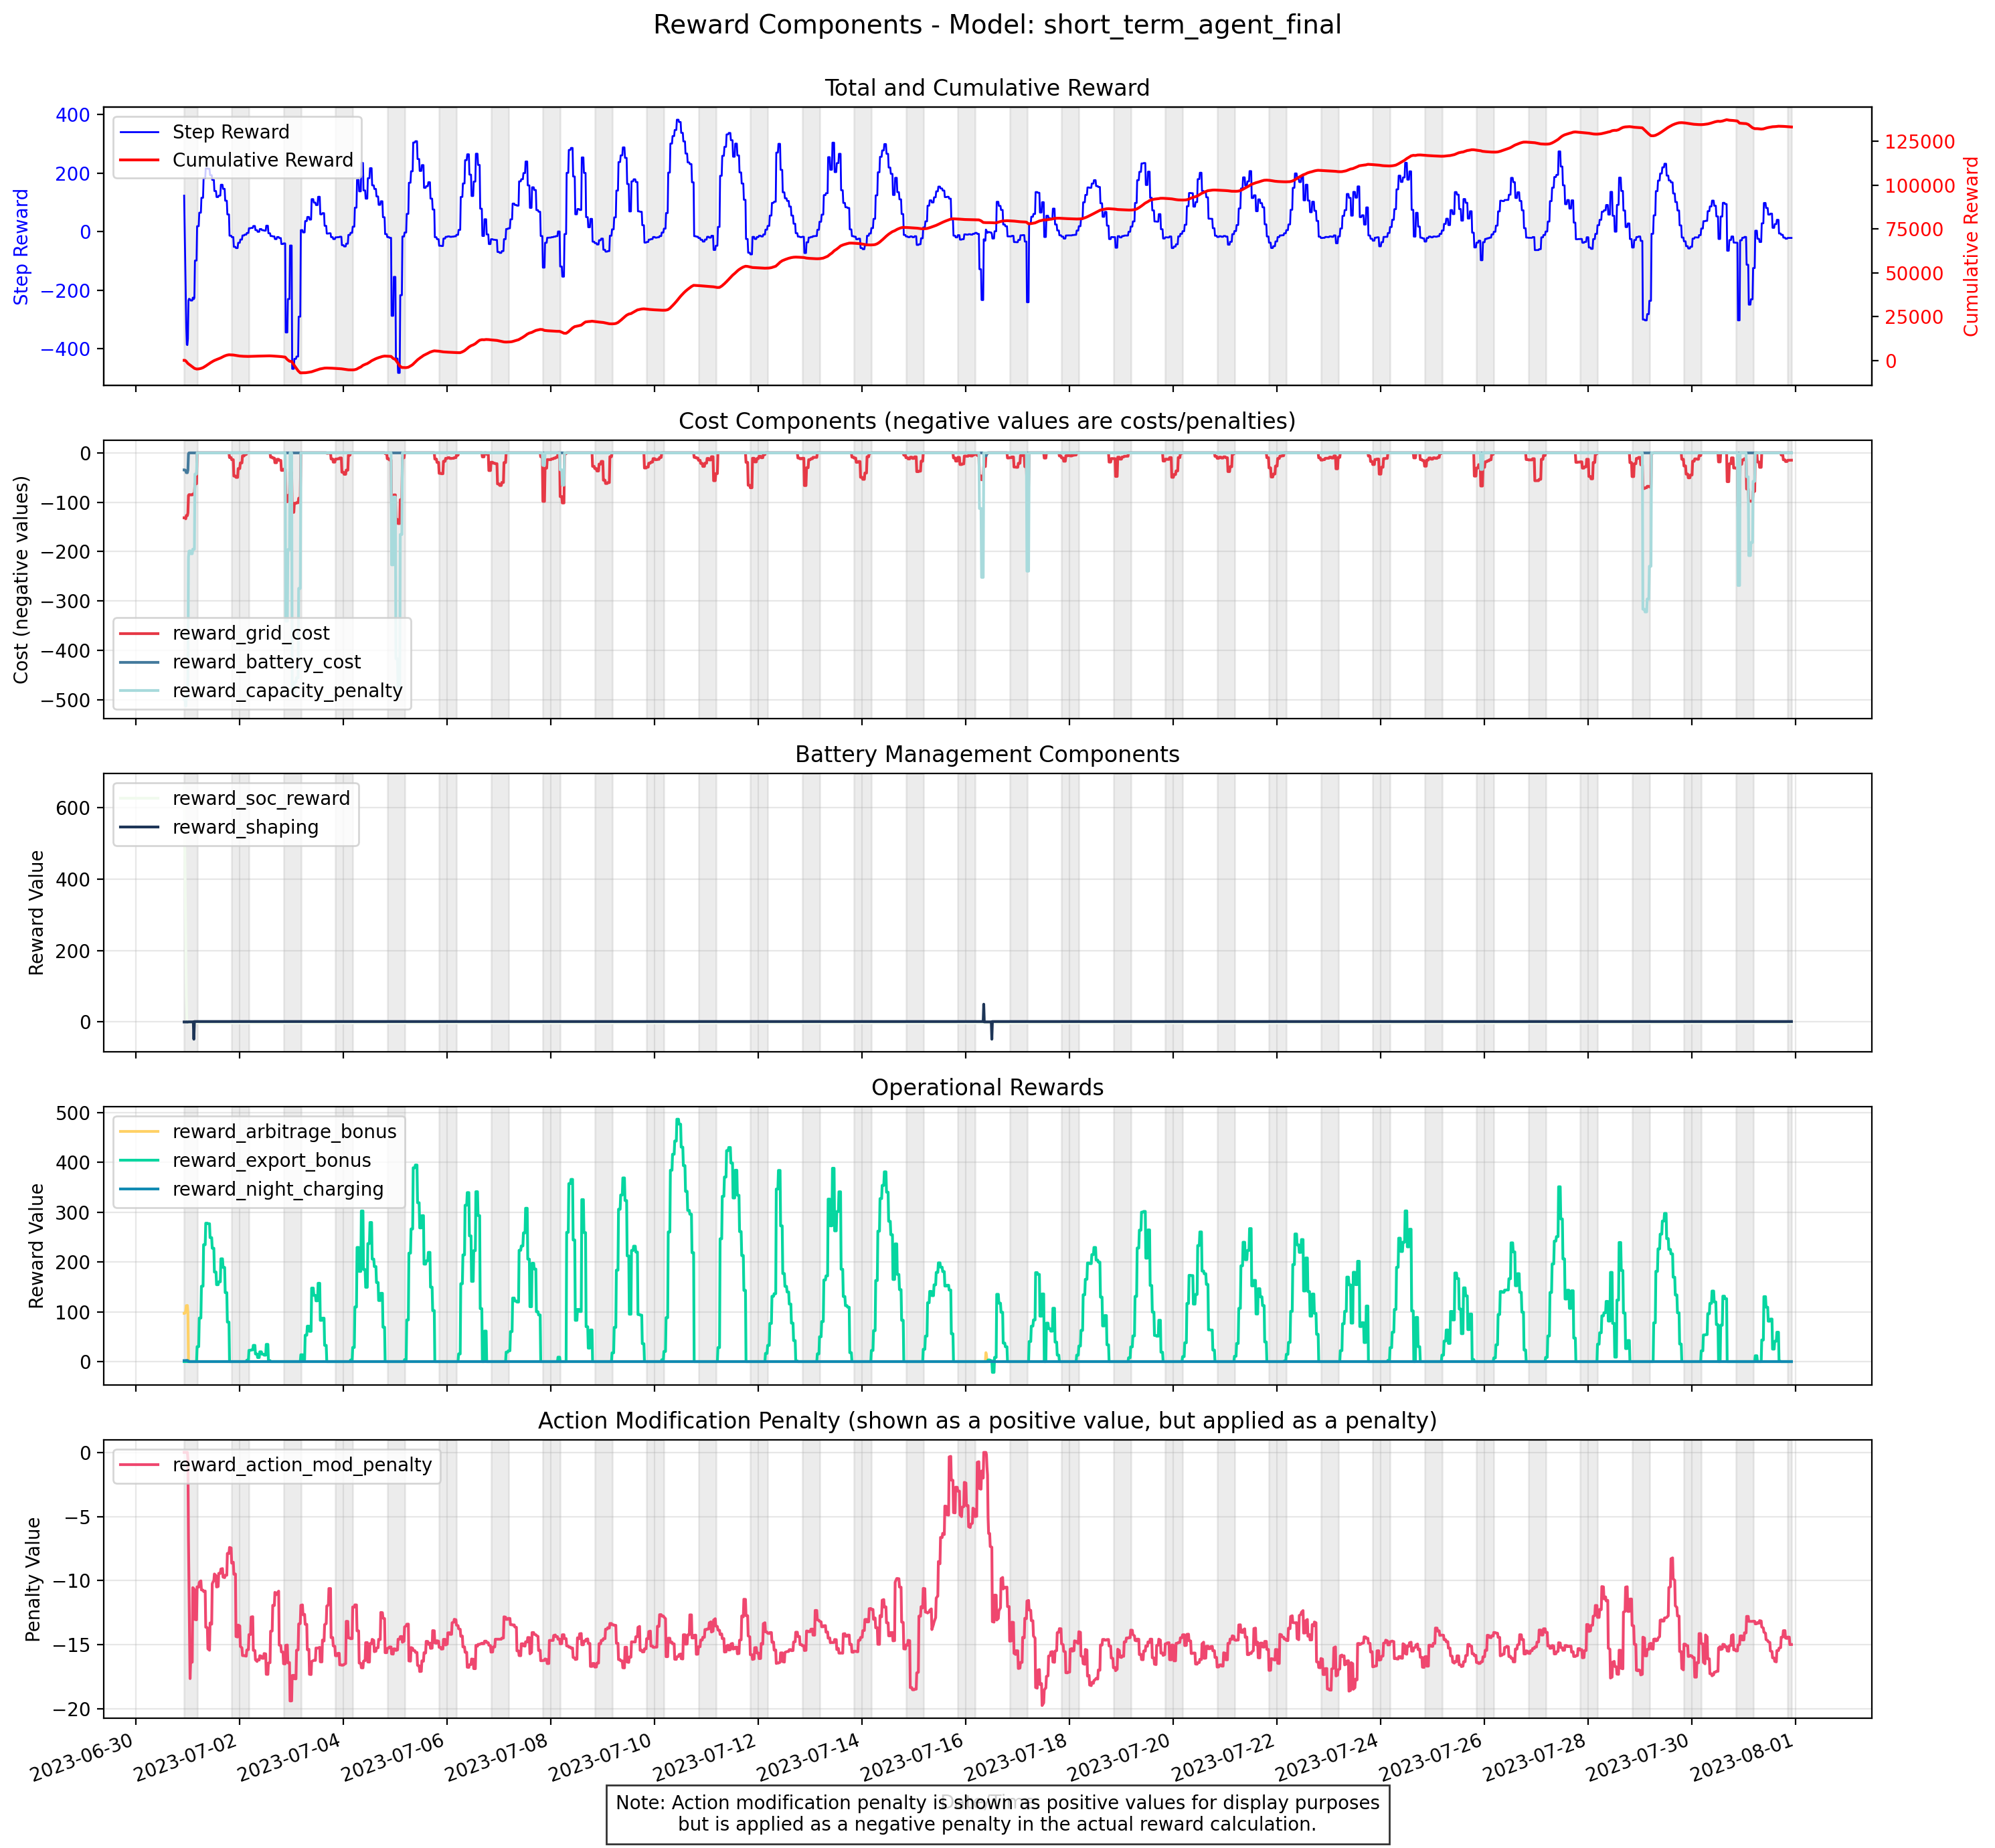 Reward Components - Model: short_term_agent_final
Total and Cumulative Reward
Step Reward
Cumulative Reward
400
200
0
−200
−400
Step Reward
125000
100000
75000
50000
25000
0
Cumulative Reward
Cost Components (negative values are costs/penalties)
0
−100
−200
−300
−400
−500
Cost (negative values)
reward_grid_cost
reward_battery_cost
reward_capacity_penalty
Battery Management Components
reward_soc_reward
reward_shaping
600
400
200
0
Reward Value
Operational Rewards
reward_arbitrage_bonus
reward_export_bonus
reward_night_charging
500
400
300
200
100
0
Reward Value
Action Modification Penalty (shown as a positive value, but applied as a penalty)
reward_action_mod_penalty
0
−5
−10
−15
−20
Penalty Value
2023-06-30
2023-07-02
2023-07-04
2023-07-06
2023-07-08
2023-07-10
2023-07-12
2023-07-14
2023-07-16
2023-07-18
2023-07-20
2023-07-22
2023-07-24
2023-07-26
2023-07-28
2023-07-30
2023-08-01
Note: Action modification penalty is shown as positive values for display purposes
but is applied as a negative penalty in the actual reward calculation.